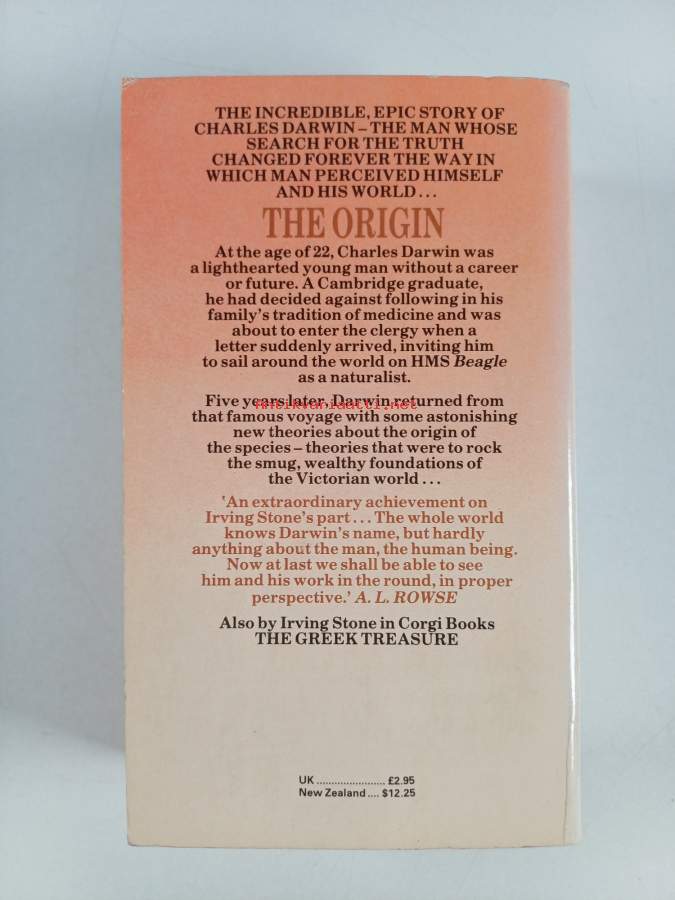 THE INCREDIBLE, EPIC STORY OF
CHARLES DARWIN – THE MAN WHOSE
SEARCH FOR THE TRUTH
CHANGED FOREVER THE WAY IN
WHICH MAN PERCEIVED HIMSELF
AND HIS WORLD...
THE ORIGIN
At the age of 22, Charles Darwin was
a lighthearted young man without a career
or future. A Cambridge graduate,
he had decided against following in his
family's tradition of medicine and was
about to enter the clergy when a
letter suddenly arrived, inviting him
to sail around the world on HMS Beagle
as a naturalist.
Five years later, Darwin returned from
Antikvariaatti.net
that famous voyage with some astonishing
new theories about the origin of
the species – theories that were to rock
the smug, wealthy foundations of
the Victorian world...
'An extraordinary achievement on
Irving Stone's part... The whole world
knows Darwin's name, but hardly
anything about the man, the human being.
Now at last we shall be able to see
him and his work in the round, in proper
perspective.' A. L. ROWSE
Also by Irving Stone in Corgi Books
THE GREEK TREASURE
UK ....................... £2.95
New Zealand .... $12.25